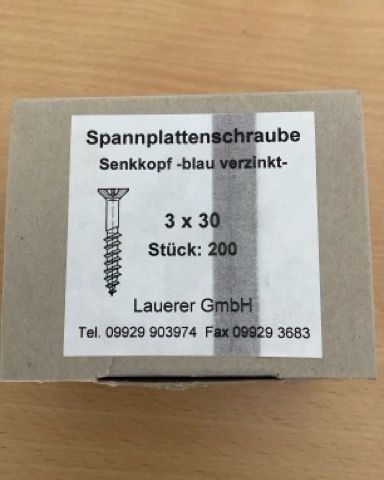 Spannplattenschraube
Senkkopf -blau verzinkt-
3 x 30
Stück: 200
Lauerer GmbH
Tel. 09929 903974 Fax 09929 3683